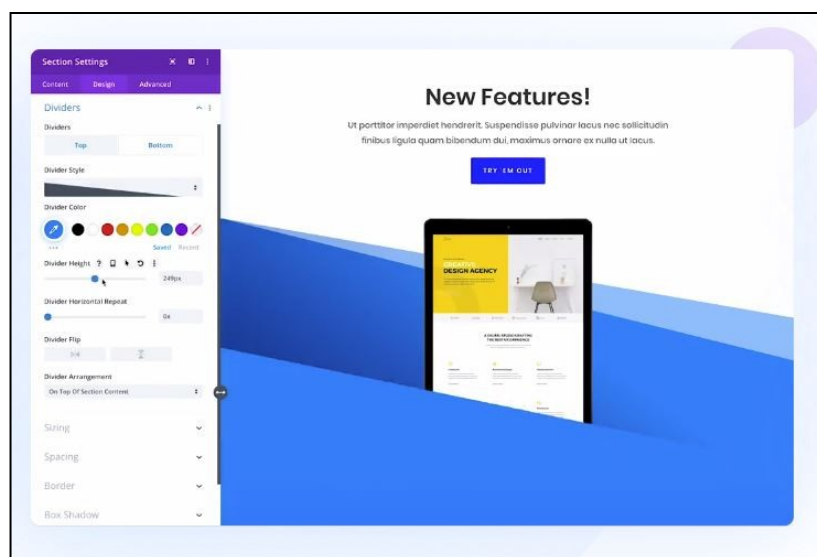 Section Settings
Content Design Advanced
Dividers
Dividers
Top Bottom
Divider Style
Divider Color
Saved Recent
Divider Height
249px
Divider Horizontal Repeat
0x
Divider Flip
Divider Arrangement
On Top Of Section Content
Sizing
Spacing
Border
Box Shadow
New Features!
Ut porttitor imperdiet hendrerit. Suspendisse pulvinar lacus nec sollicitudin
finibus ligula quam bibendum dui, maximus ornare ex nulla ut lacus.
TRY EM OUT
CREATIVE
DESIGN AGENCY